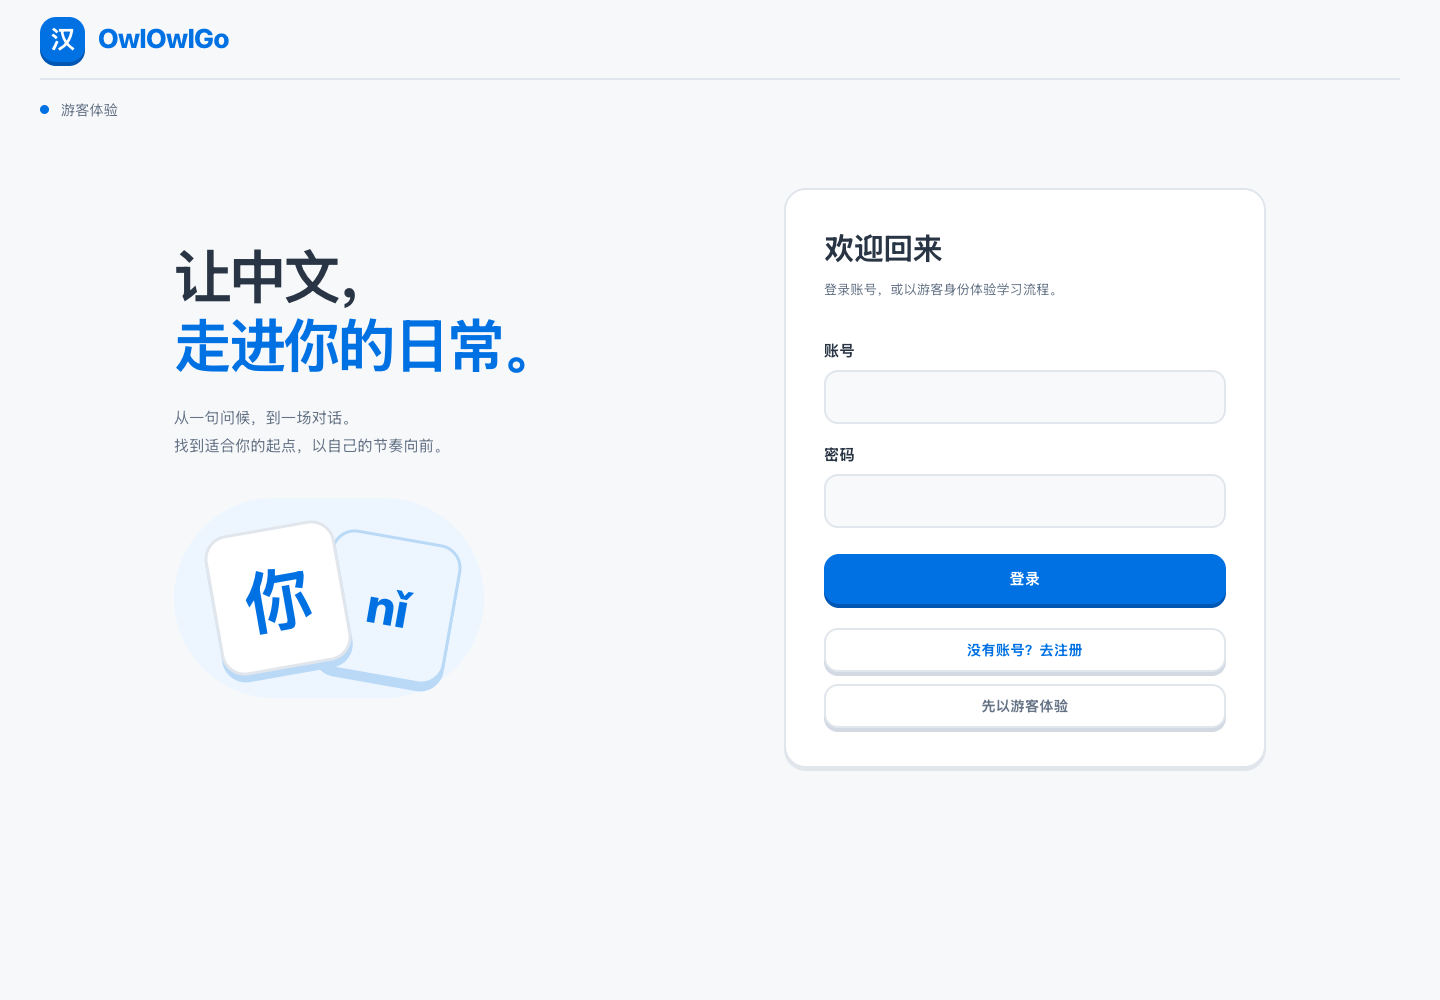 汉 OwlOwlGo
游客体验
让中文，
走进你的日常。
从一句问候，到一场对话。
找到适合你的起点，以自己的节奏向前。
你
nǐ
欢迎回来
登录账号，或以游客身份体验学习流程。
账号
密码
登录
没有账号？去注册
先以游客体验